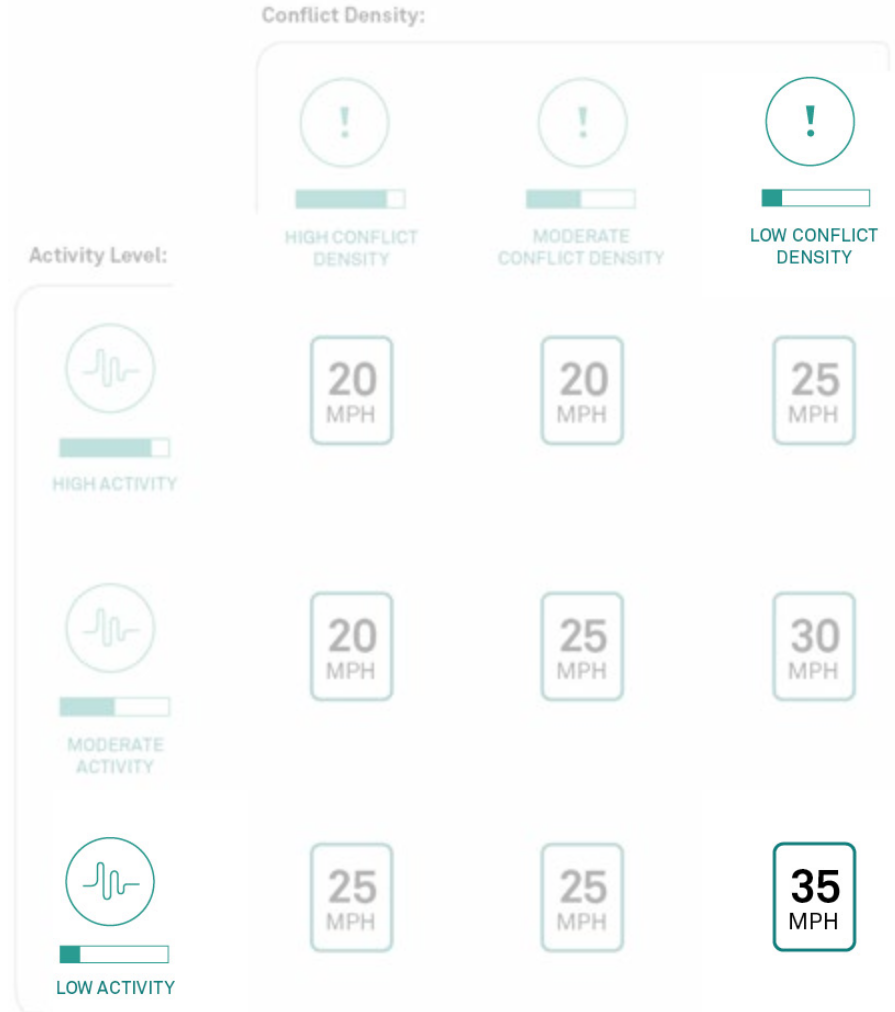 Conflict Density:
!
!
!
HIGH CONFLICT
DENSITY
MODERATE
CONFLICT DENSITY
LOW CONFLICT
DENSITY
Activity Level:
HIGH ACTIVITY
20
MPH
20
MPH
25
MPH
MODERATE
ACTIVITY
20
MPH
25
MPH
30
MPH
LOW ACTIVITY
25
MPH
25
MPH
35
MPH